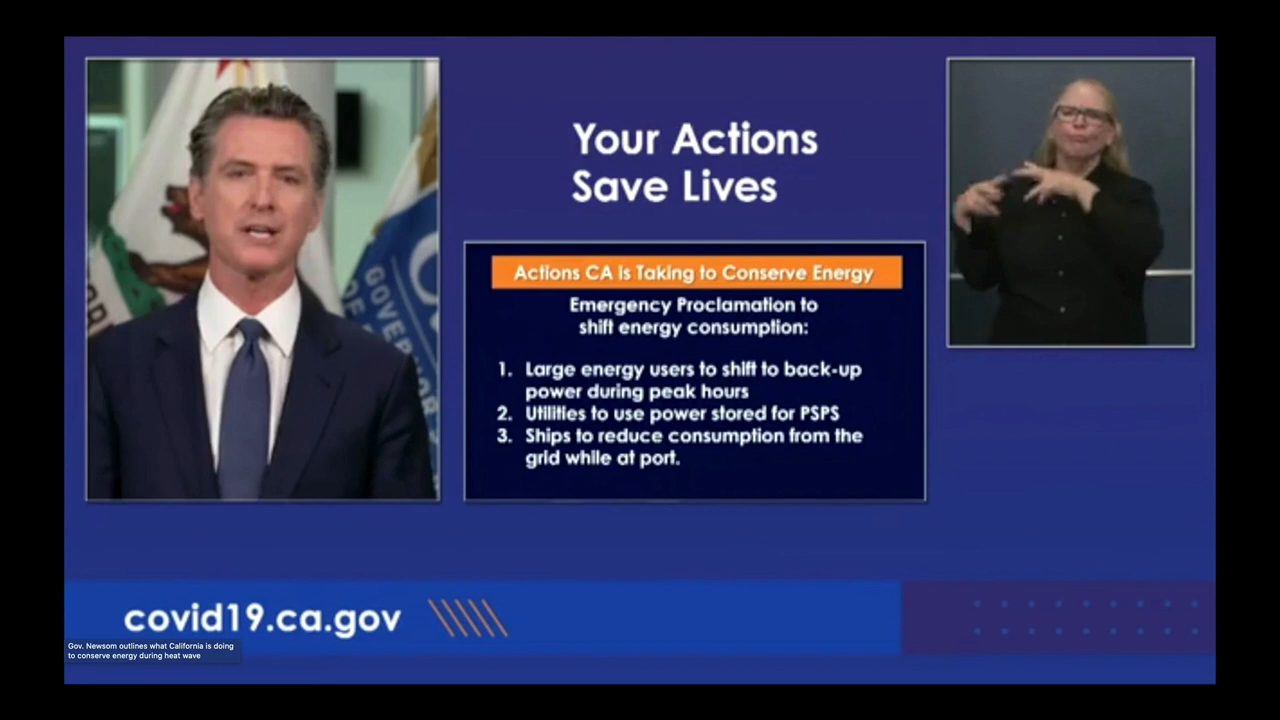 Your Actions
Save Lives
Actions CA is Taking to Conserve Energy
Emergency Proclamation to
shift energy consumption:
1. Large energy users to shift to back-up
power during peak hours
2. Utilities to use power stored for PSPS
3. Ships to reduce consumption from the
grid while at port.
GOVERNOR
covid19.ca.gov
Gov. Newsom outlines what California is doing
to conserve energy during heat wave